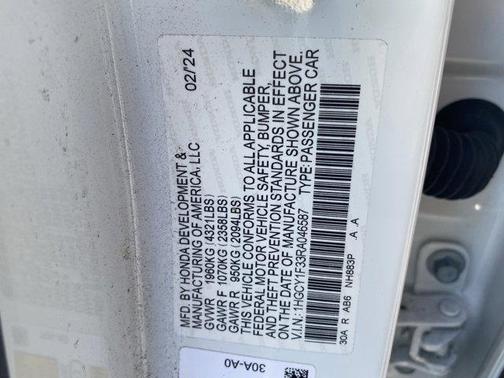 MFD. BY HONDA DEVELOPMENT & 02/'24
MANUFACTURING OF AMERICA, LLC
GVWR 1960KG (4321LBS)
GAWR F 1070KG (2358LBS)
GAWR R 950KG (2094LBS)
THIS VEHICLE CONFORMS TO ALL APPLICABLE
FEDERAL MOTOR VEHICLE SAFETY, BUMPER,
AND THEFT PREVENTION STANDARDS IN EFFECT
ON THE DATE OF MANUFACTURE SHOWN ABOVE.
V.I.N.: 1HGCY1F33RA046587 TYPE:PASSENGER CAR
30A R AB6 NH883P .A .A
30A-A0